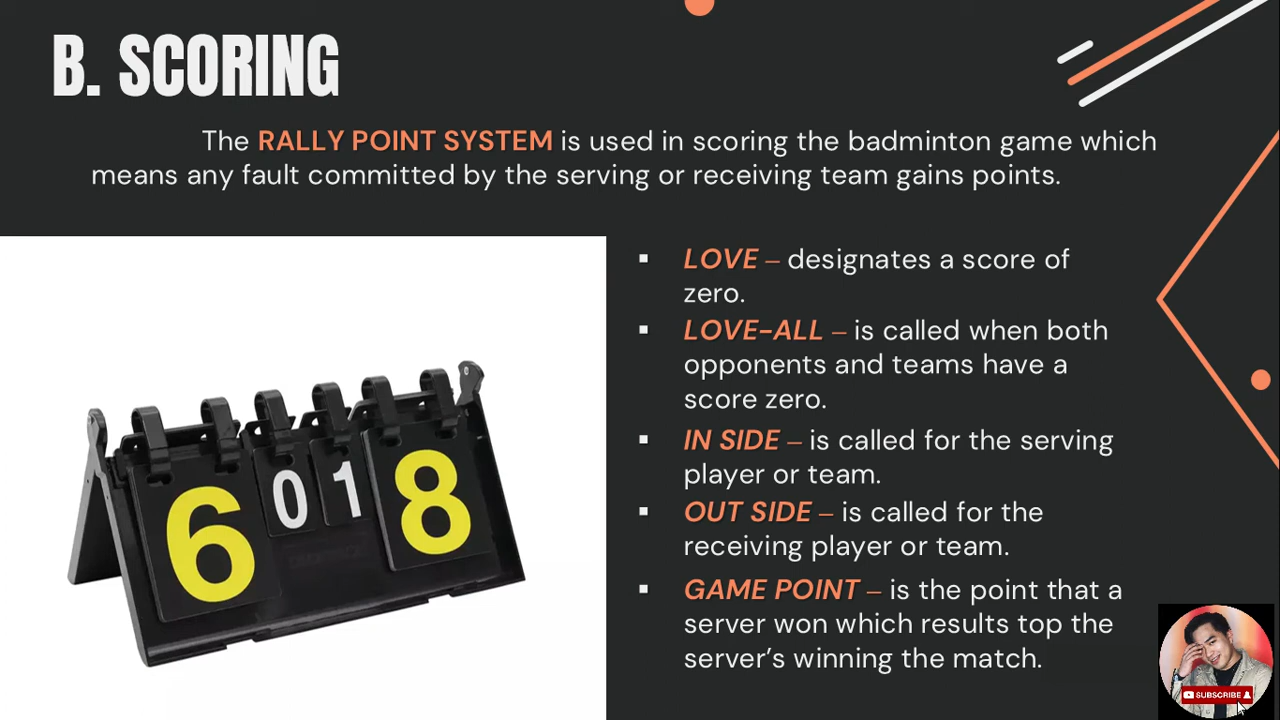 B. SCORING
The RALLY POINT SYSTEM is used in scoring the badminton game which
means any fault committed by the serving or receiving team gains points.
▪ LOVE – designates a score of
zero.
▪ LOVE-ALL – is called when both
opponents and teams have a
score zero.
▪ IN SIDE – is called for the serving
player or team.
▪ OUT SIDE – is called for the
receiving player or team.
▪ GAME POINT – is the point that a
server won which results top the
server's winning the match.
6 0 1 8
SUBSCRIBE